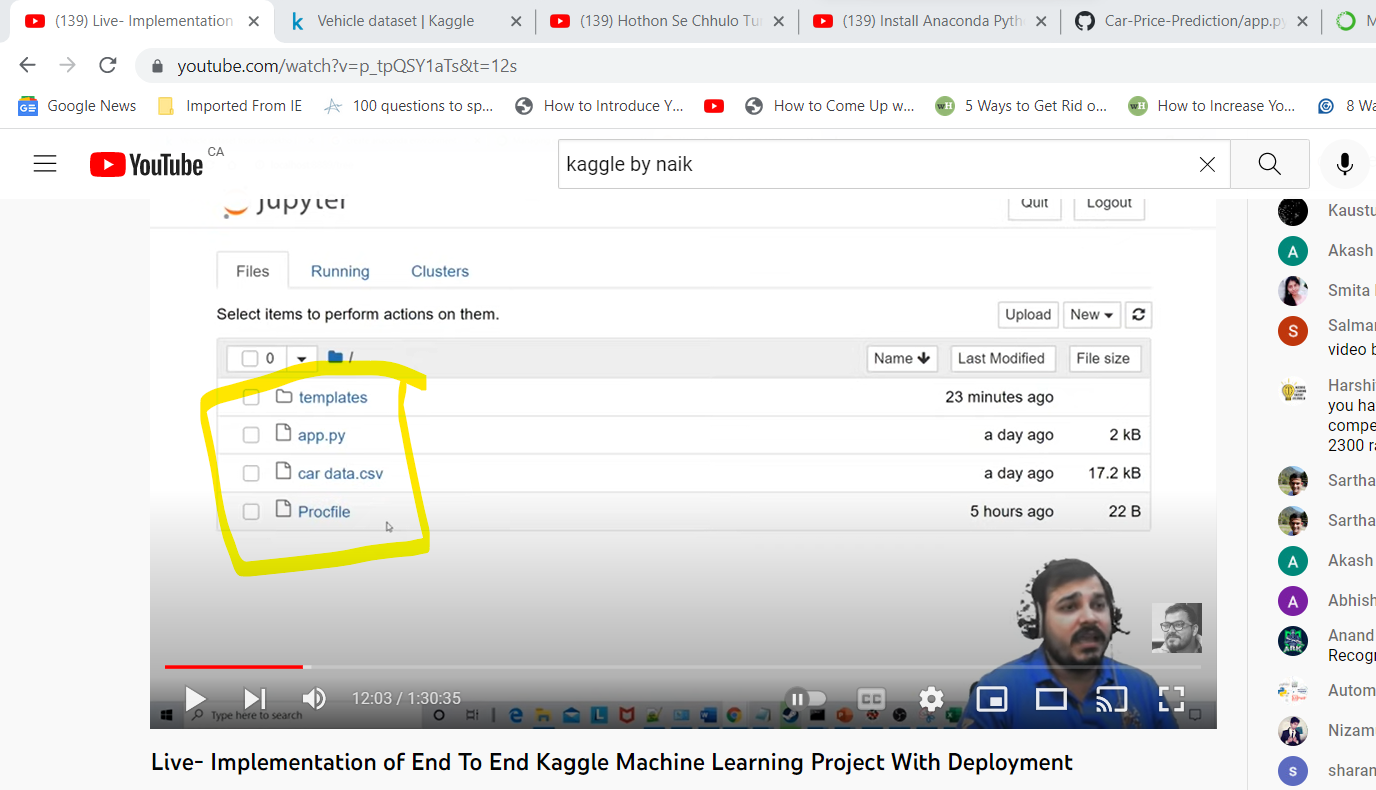 (139) Live- Implementation
Vehicle dataset | Kaggle
(139) Hothon Se Chhulo Tu
(139) Install Anaconda Pyth
Car-Price-Prediction/app.py
youtube.com/watch?v=p_tpQSY1aTs&t=12s
Google News
Imported From IE
100 questions to sp...
How to Introduce Y...
How to Come Up w...
5 Ways to Get Rid o...
How to Increase Yo...
8 Wa
YouTube CA
kaggle by naik
jupyter
Quit
Logout
Files
Running
Clusters
Select items to perform actions on them.
Upload
New
0
/
Name
Last Modified
File size
templates
23 minutes ago
app.py
a day ago
2 kB
car data.csv
a day ago
17.2 kB
Procfile
5 hours ago
22 B
12:03 / 1:30:35
CC
Type here to search
Live- Implementation of End To End Kaggle Machine Learning Project With Deployment
Kaustu
A
Akash
Smita
S
Salmar
video b
Harshi
you ha
compe
2300 ra
Sartha
Sartha
A
Akash
A
Abhish
Anand
Recogr
Autom
Nizam
s
sharan